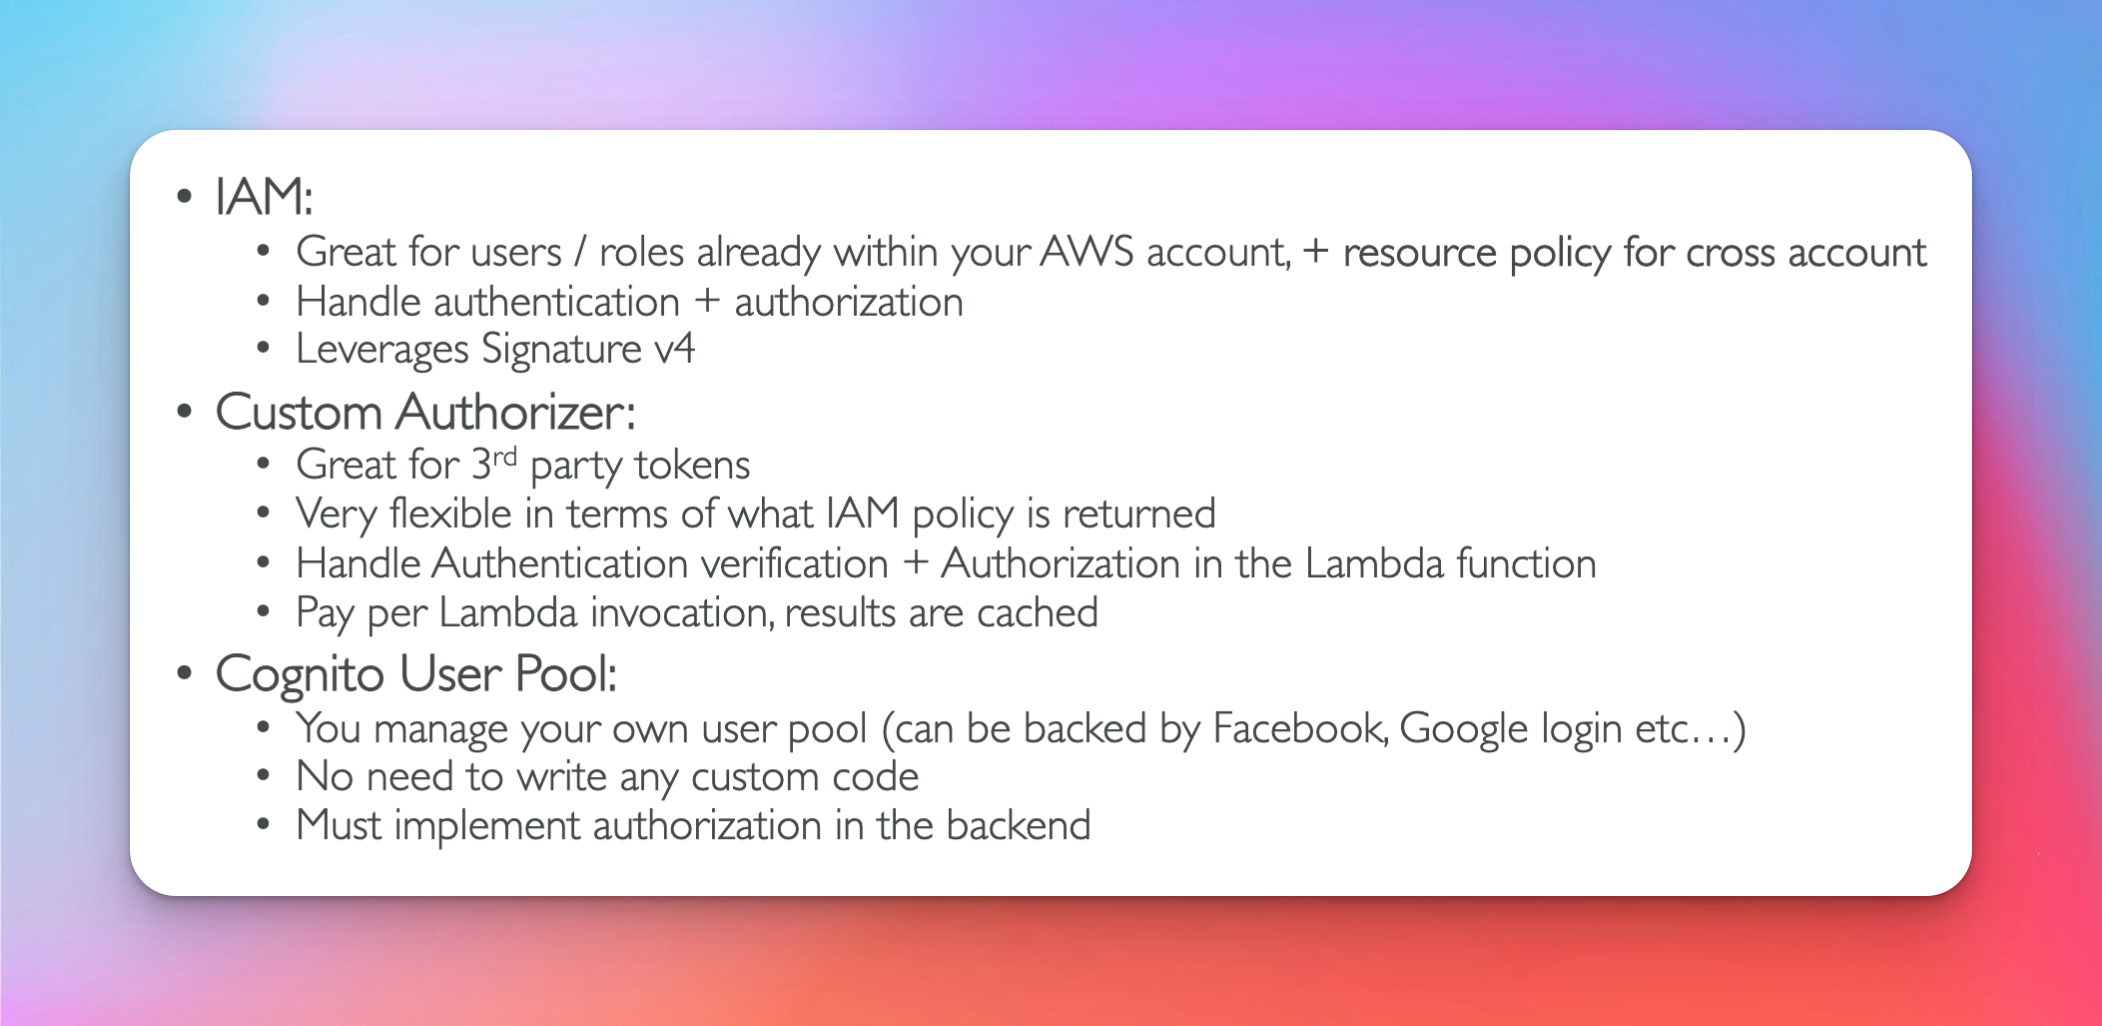 • IAM:
• Great for users / roles already within your AWS account, + resource policy for cross account
• Handle authentication + authorization
• Leverages Signature v4
• Custom Authorizer:
• Great for 3rd party tokens
• Very flexible in terms of what IAM policy is returned
• Handle Authentication verification + Authorization in the Lambda function
• Pay per Lambda invocation, results are cached
• Cognito User Pool:
• You manage your own user pool (can be backed by Facebook, Google login etc…)
• No need to write any custom code
• Must implement authorization in the backend